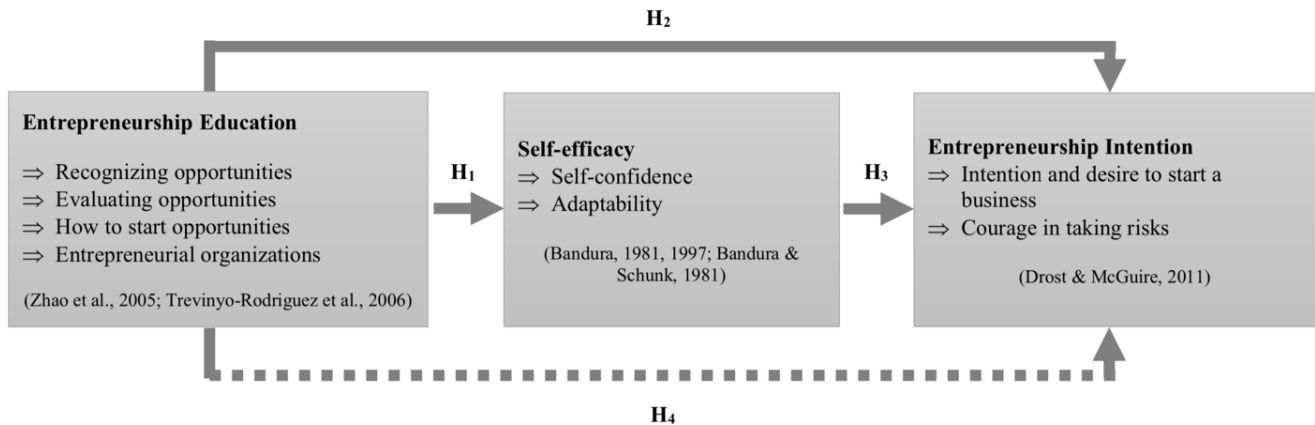 H₂
Entrepreneurship Education
⇒ Recognizing opportunities
⇒ Evaluating opportunities
⇒ How to start opportunities
⇒ Entrepreneurial organizations
(Zhao et al., 2005; Trevinyo-Rodriguez et al., 2006)
H₁
Self-efficacy
⇒ Self-confidence
⇒ Adaptability
(Bandura, 1981, 1997; Bandura &
Schunk, 1981)
H₃
Entrepreneurship Intention
⇒ Intention and desire to start a
business
⇒ Courage in taking risks
(Drost & McGuire, 2011)
H₄